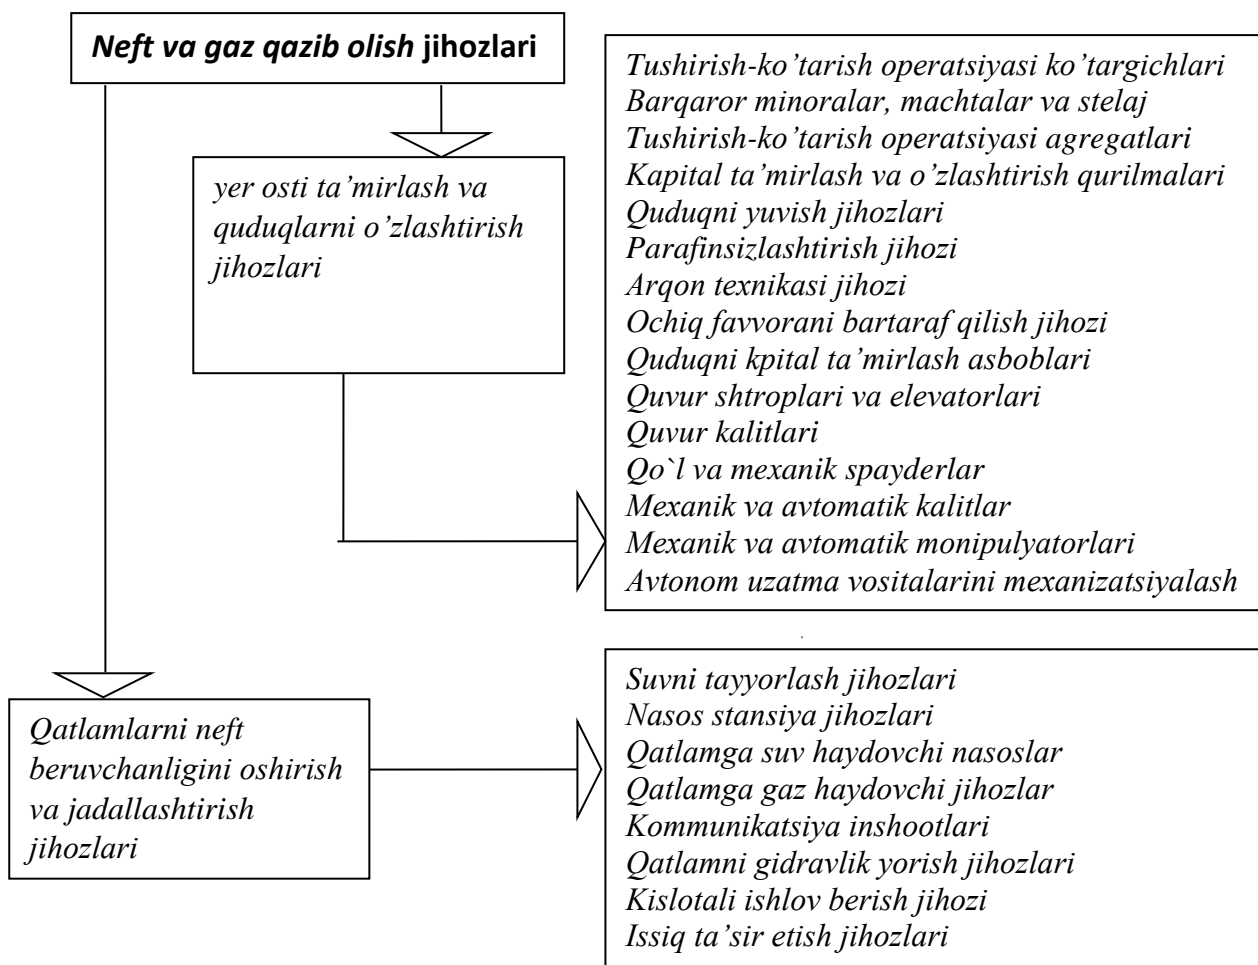 Neft va gaz qazib olish jihozlari
yer osti ta’mirlash va
quduqlarni o’zlashtirish
jihozlari
Tushirish-ko’tarish operatsiyasi ko’targichlari
Barqaror minoralar, machtalar va stelaj
Tushirish-ko’tarish operatsiyasi agregatlari
Kapital ta’mirlash va o’zlashtirish qurilmalari
Quduqni yuvish jihozlari
Parafinsizlashtirish jihozi
Arqon texnikasi jihozi
Ochiq favvorani bartaraf qilish jihozi
Quduqni kpital ta’mirlash asboblari
Quvur shtroplari va elevatorlari
Quvur kalitlari
Qo`l va mexanik spayderlar
Mexanik va avtomatik kalitlar
Mexanik va avtomatik monipulyatorlari
Avtonom uzatma vositalarini mexanizatsiyalash
Qatlamlarni neft
beruvchanligini oshirish
va jadallashtirish
jihozlari
Suvni tayyorlash jihozlari
Nasos stansiya jihozlari
Qatlamga suv haydovchi nasoslar
Qatlamga gaz haydovchi jihozlar
Kommunikatsiya inshootlari
Qatlamni gidravlik yorish jihozlari
Kislotali ishlov berish jihozi
Issiq ta’sir etish jihozlari